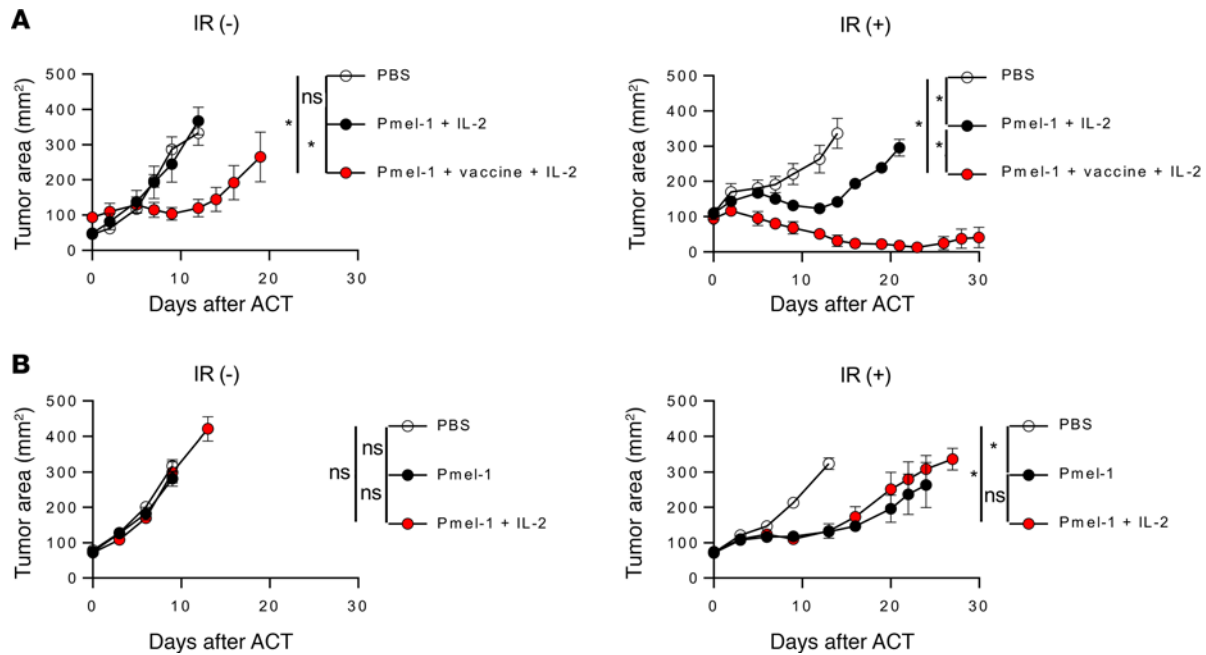 A
IR (-)
Tumor area (mm²)
500
400
300
200
100
0
0
10
20
30
Days after ACT
ns
*
*
PBS
Pmel-1 + IL-2
Pmel-1 + vaccine + IL-2
IR (+)
Tumor area (mm²)
500
400
300
200
100
0
0
10
20
30
Days after ACT
*
*
*
PBS
Pmel-1 + IL-2
Pmel-1 + vaccine + IL-2
B
IR (-)
Tumor area (mm²)
500
400
300
200
100
0
0
10
20
30
Days after ACT
ns
ns
ns
PBS
Pmel-1
Pmel-1 + IL-2
IR (+)
Tumor area (mm²)
500
400
300
200
100
0
0
10
20
30
Days after ACT
*
*
ns
PBS
Pmel-1
Pmel-1 + IL-2